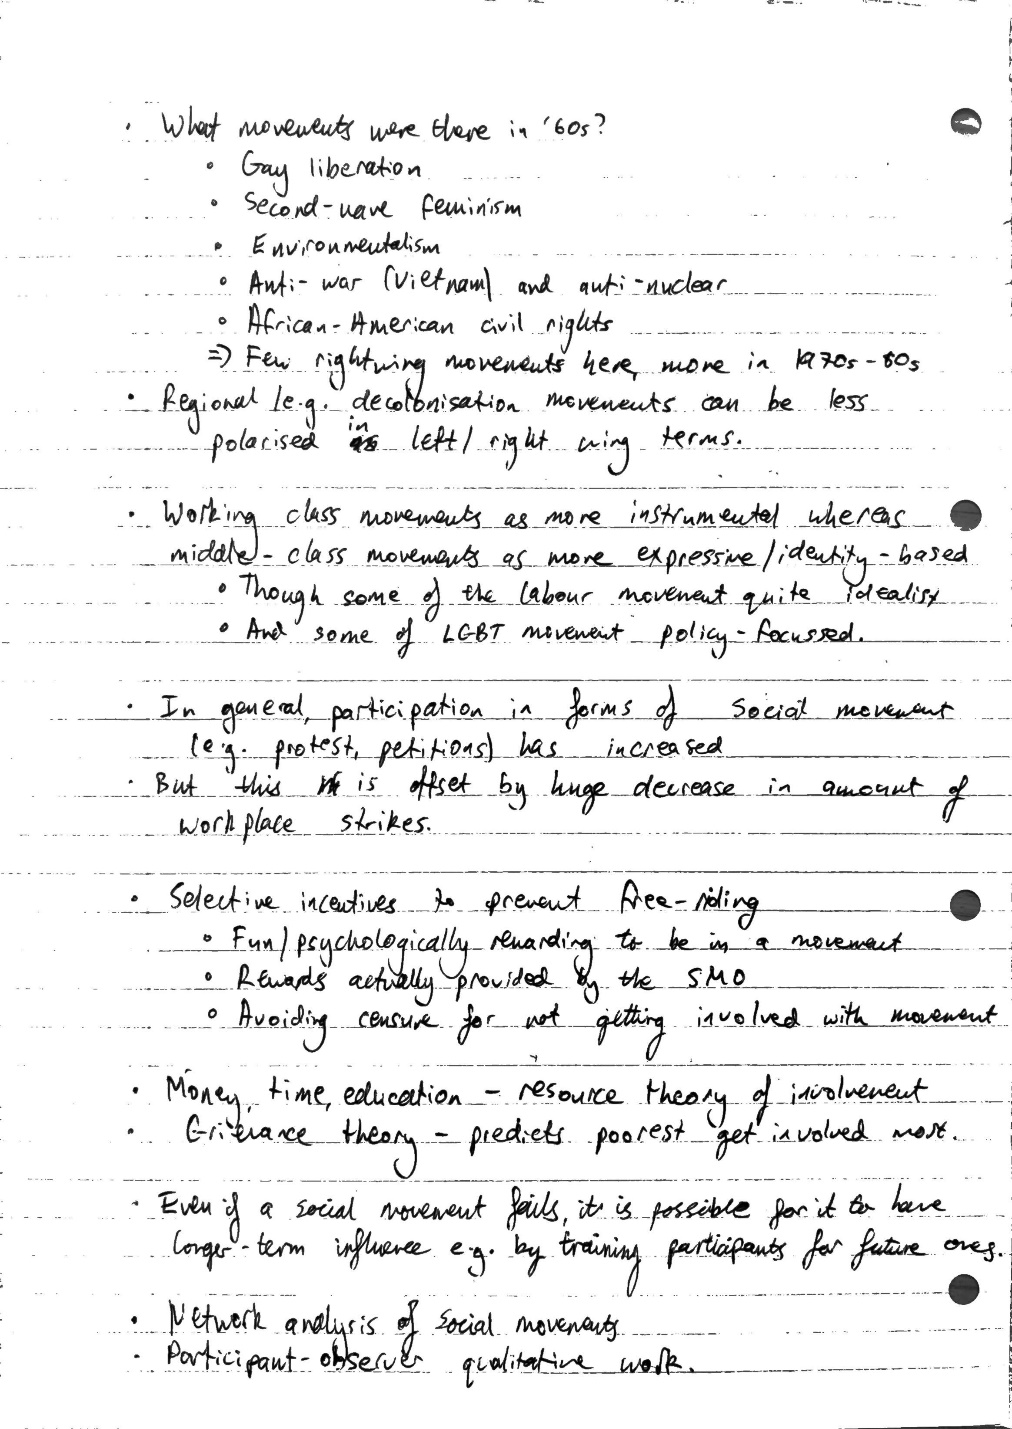 · What movements were there in '60s?
∘ Gay liberation
∘ Second-wave feminism
∘ Environmentalism
∘ Anti-war (Vietnam) and anti-nuclear
∘ African-American civil rights
⇒ Few rightwing movements here, more in 1970s-80s
· Regional/e.g. decolonisation movements can be less
polarised in left/right wing terms.
· Working class movements as more instrumental whereas
middle-class movements as more expressive/identity-based
∘ Though some of the labour movement quite idealist
∘ And some of LGBT movement policy-focussed.
· In general, participation in forms of social movement
(e.g. protest, petitions) has increased
· But this is offset by huge decrease in amount of
workplace strikes.
· Selective incentives to prevent free-riding
∘ Fun/psychologically rewarding to be in a movement
∘ Rewards actually provided by the SMO
∘ Avoiding censure for not getting involved with movement
· Money, time, education – resource theory of involvement
· Grievance theory – predicts poorest get involved most.
· Even if a social movement fails, it is possible for it to have
longer-term influence e.g. by training participants for future ones.
· Network analysis of social movements
· Participant-observer qualitative work.